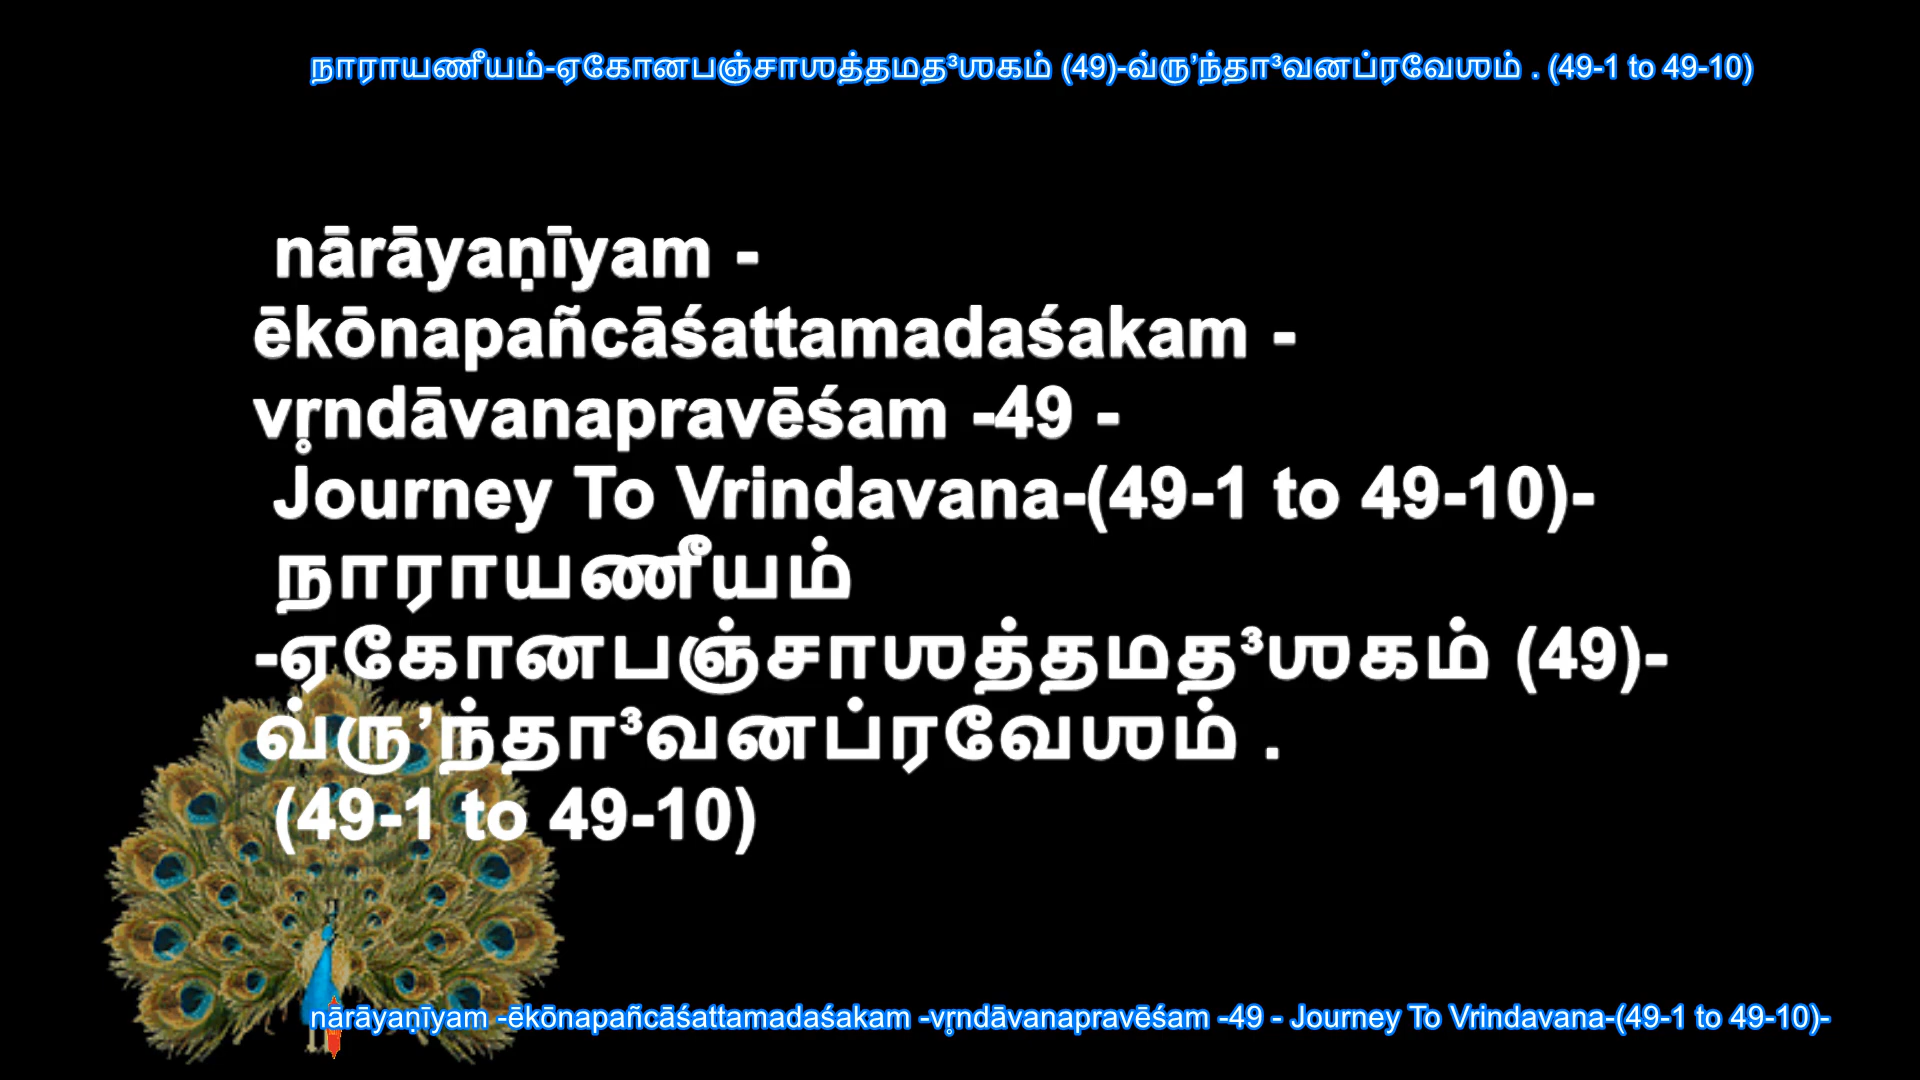 நாராயணீயம்-ஏகோனபஞ்சாஶத்தமத³ஶகம் (49)-வ்ரு’ந்தா³வனப்ரவேஶம் . (49-1 to 49-10)
nārāyaṇīyam -
ēkōnapañcāśattamadaśakam -
vr̥ndāvanapravēśam -49 -
Journey To Vrindavana-(49-1 to 49-10)-
நாராயணீயம்
-ஏகோனபஞ்சாஶத்தமத³ஶகம் (49)-
வ்ரு’ந்தா³வனப்ரவேஶம் .
(49-1 to 49-10)
nārāyaṇīyam -ēkōnapañcāśattamadaśakam -vr̥ndāvanapravēśam -49 - Journey To Vrindavana-(49-1 to 49-10)-